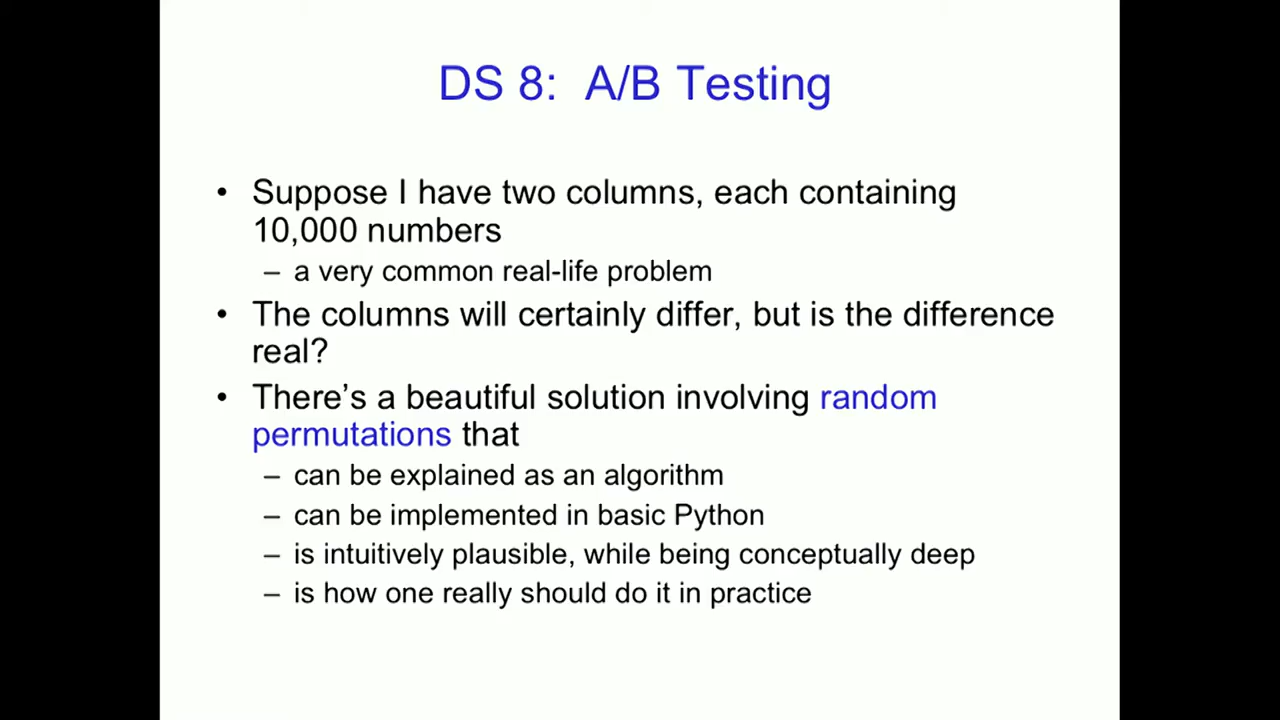 DS 8: A/B Testing
• Suppose I have two columns, each containing
10,000 numbers
– a very common real-life problem
• The columns will certainly differ, but is the difference
real?
• There’s a beautiful solution involving random
permutations that
– can be explained as an algorithm
– can be implemented in basic Python
– is intuitively plausible, while being conceptually deep
– is how one really should do it in practice